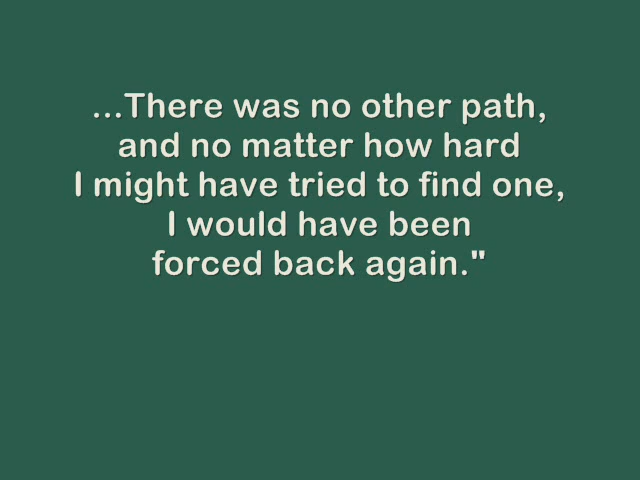 ...There was no other path,
and no matter how hard
I might have tried to find one,
I would have been
forced back again."